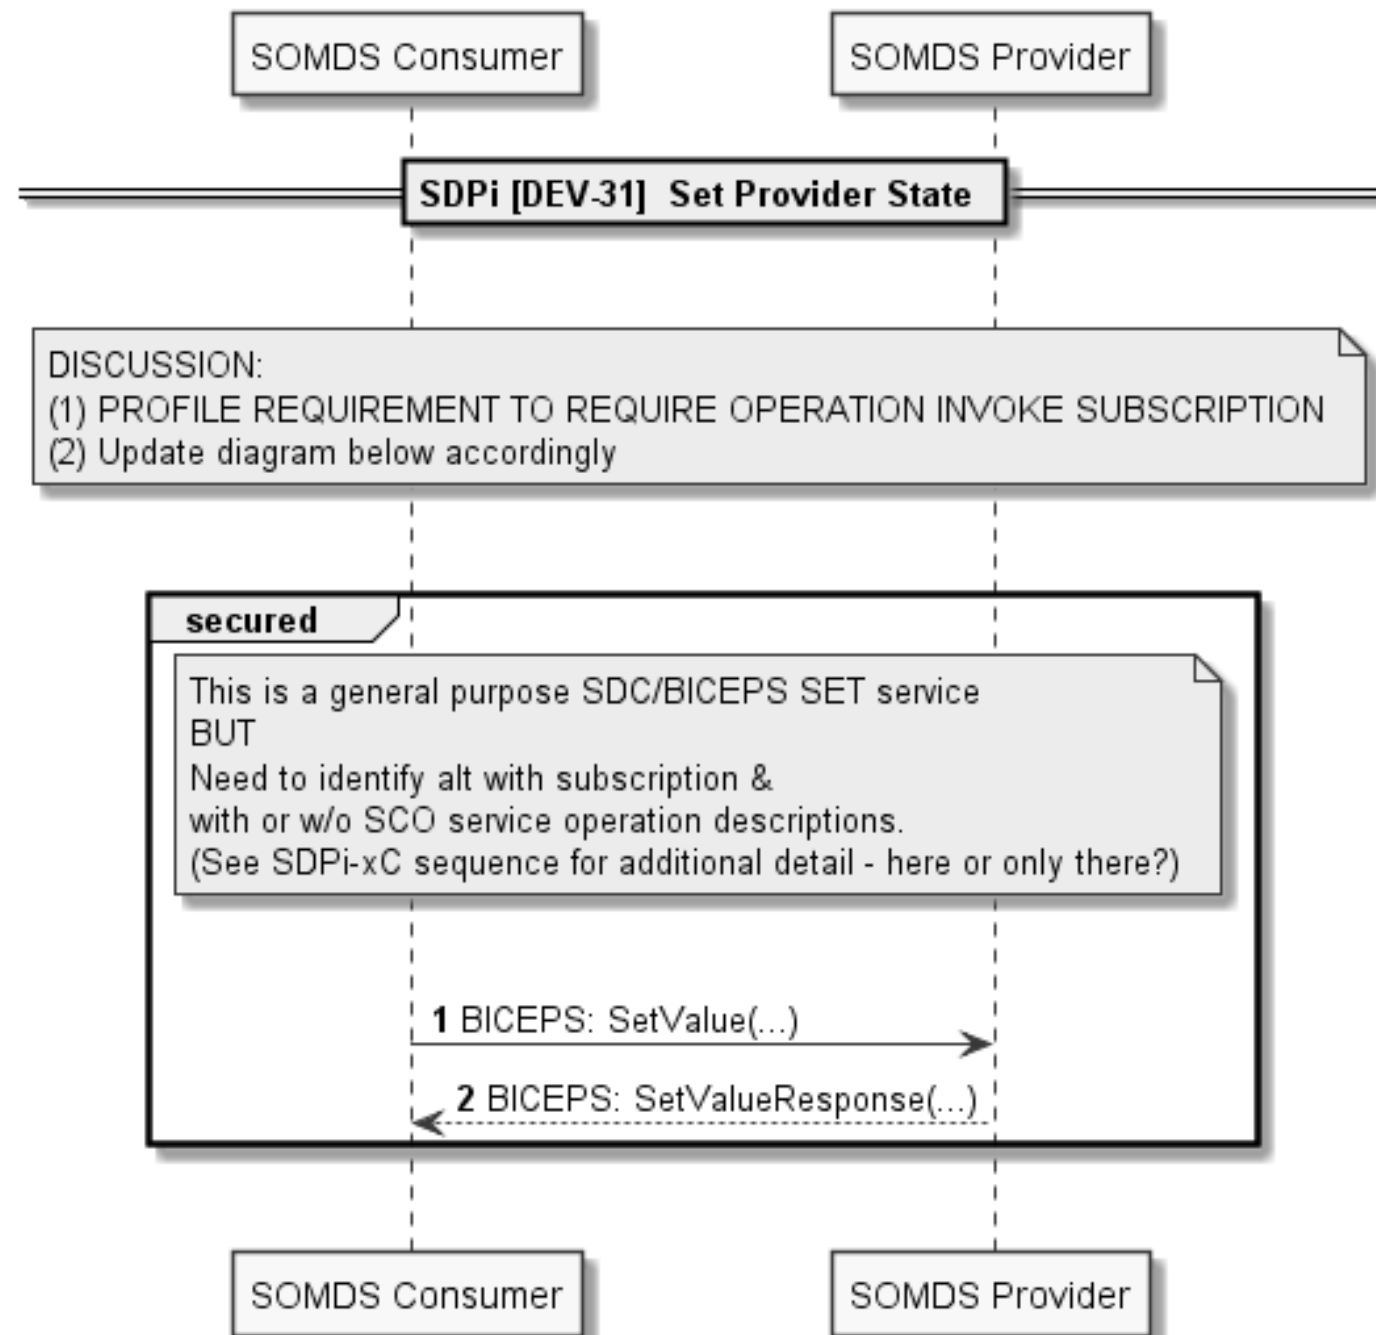 SOMDS Consumer
SOMDS Provider
SDPi [DEV-31]  Set Provider State
DISCUSSION:
(1) PROFILE REQUIREMENT TO REQUIRE OPERATION INVOKE SUBSCRIPTION
(2) Update diagram below accordingly
secured
This is a general purpose SDC/BICEPS SET service
BUT
Need to identify alt with subscription &
with or w/o SCO service operation descriptions.
(See SDPi-xC sequence for additional detail - here or only there?)
1 BICEPS: SetValue(...)
2 BICEPS: SetValueResponse(...)
SOMDS Consumer
SOMDS Provider